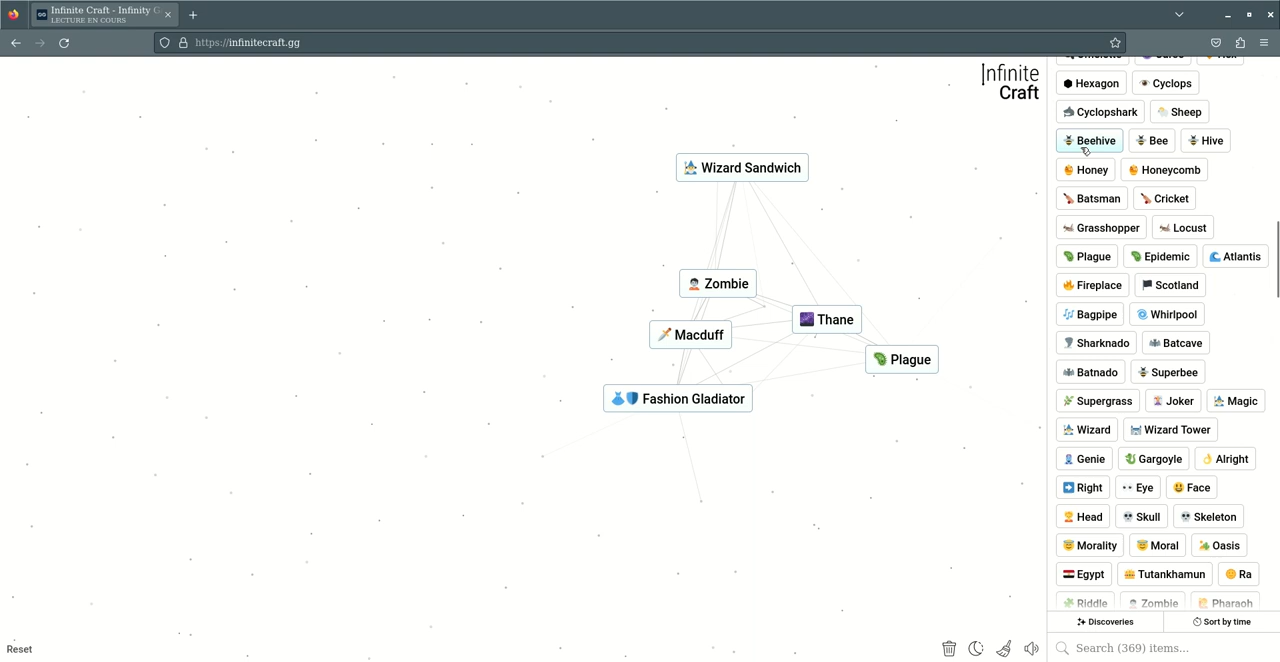 Infinite Craft - Infinity C
LECTURE EN COURS
https://infinitecraft.gg
Infinite
Craft
Wizard Sandwich
Zombie
Thane
Macduff
Plague
Fashion Gladiator
Hexagon Cyclops
Cyclopshark Sheep
Beehive Bee Hive
Honey Honeycomb
Batsman Cricket
Grasshopper Locust
Plague Epidemic Atlantis
Fireplace Scotland
Bagpipe Whirlpool
Sharknado Batcave
Batnado Superbee
Supergrass Joker Magic
Wizard Wizard Tower
Genie Gargoyle Alright
Right Eye Face
Head Skull Skeleton
Morality Moral Oasis
Egypt Tutankhamun Ra
Riddle Zombie Pharaoh
Discoveries Sort by time
Search (369) items...
Reset